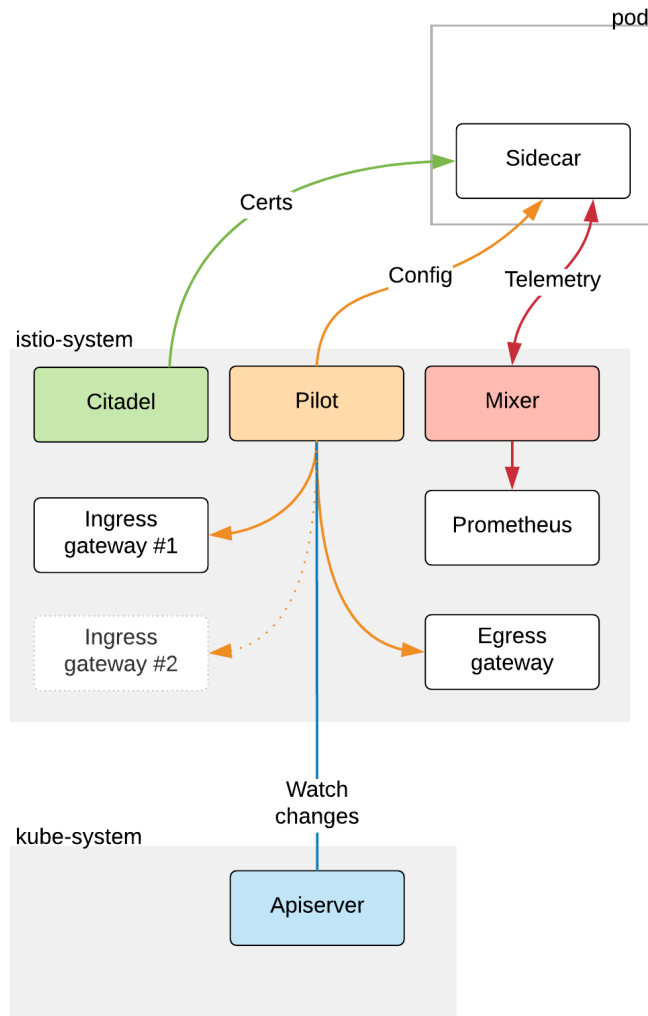 pod
Sidecar
Certs
Config
Telemetry
istio-system
Citadel
Pilot
Mixer
Ingress
gateway #1
Prometheus
Ingress
gateway #2
Egress
gateway
Watch
changes
kube-system
Apiserver